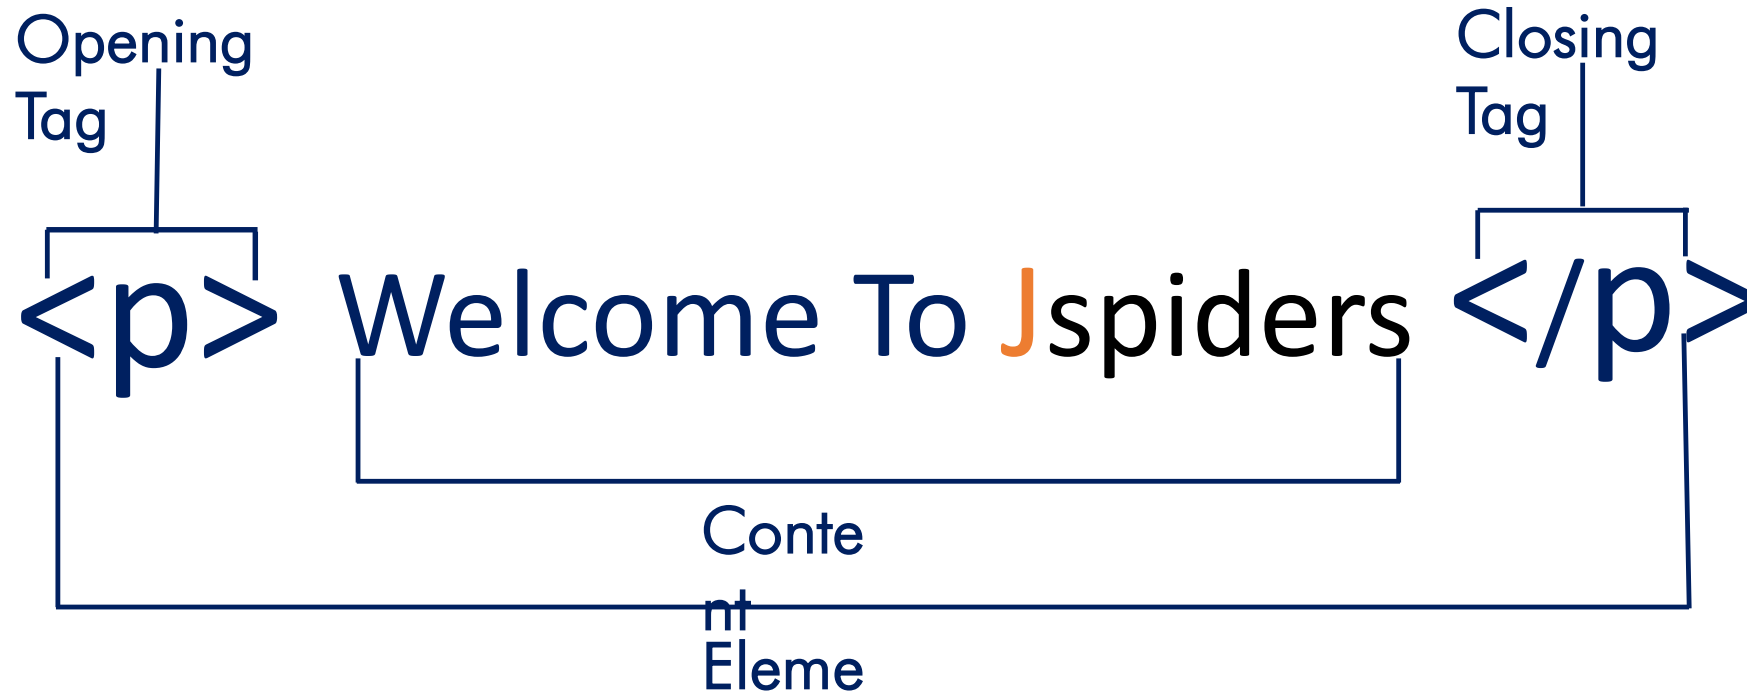 Opening
Tag
Closing
Tag
<p> Welcome To Jspiders </p>
Conte
nt
Eleme